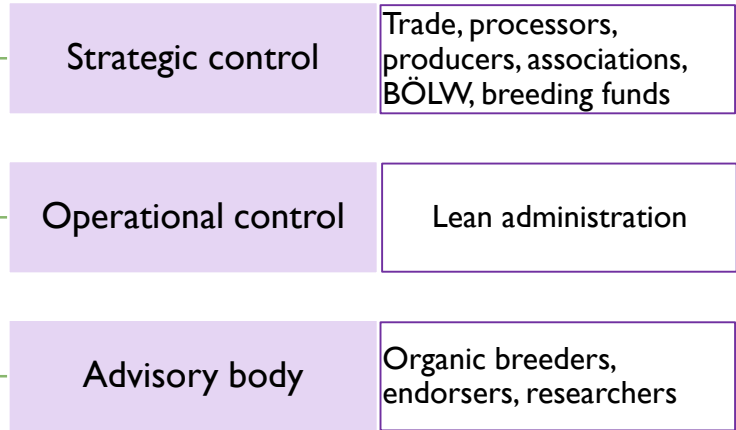 Strategic control
Trade, processors,
producers, associations,
BÖLW, breeding funds
Operational control
Lean administration
Advisory body
Organic breeders,
endorsers, researchers